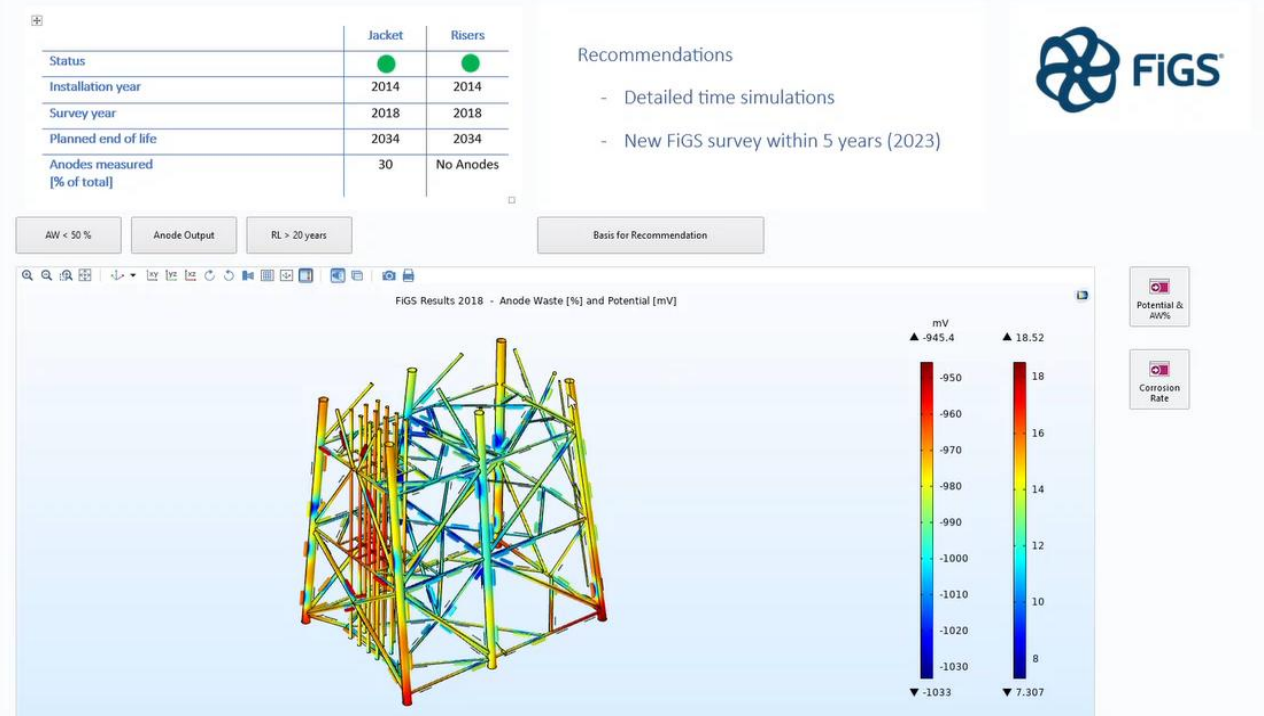 Jacket Risers
Status
Installation year 2014 2014
Survey year 2018 2018
Planned end of life 2034 2034
Anodes measured 30 No Anodes
[% of total]
Recommendations
- Detailed time simulations
- New FiGS survey within 5 years (2023)
FiGS
AW < 50 %
Anode Output
RL > 20 years
Basis for Recommendation
xy yz xz
FiGS Results 2018 - Anode Waste [%] and Potential [mV]
mV
▲ -945.4 ▲ 18.52
-950 18
-960
16
-970
-980 14
-990
-1000 12
-1010 10
-1020
-1030 8
▼ -1033 ▼ 7.307
Potential &
AW%
Corrosion
Rate